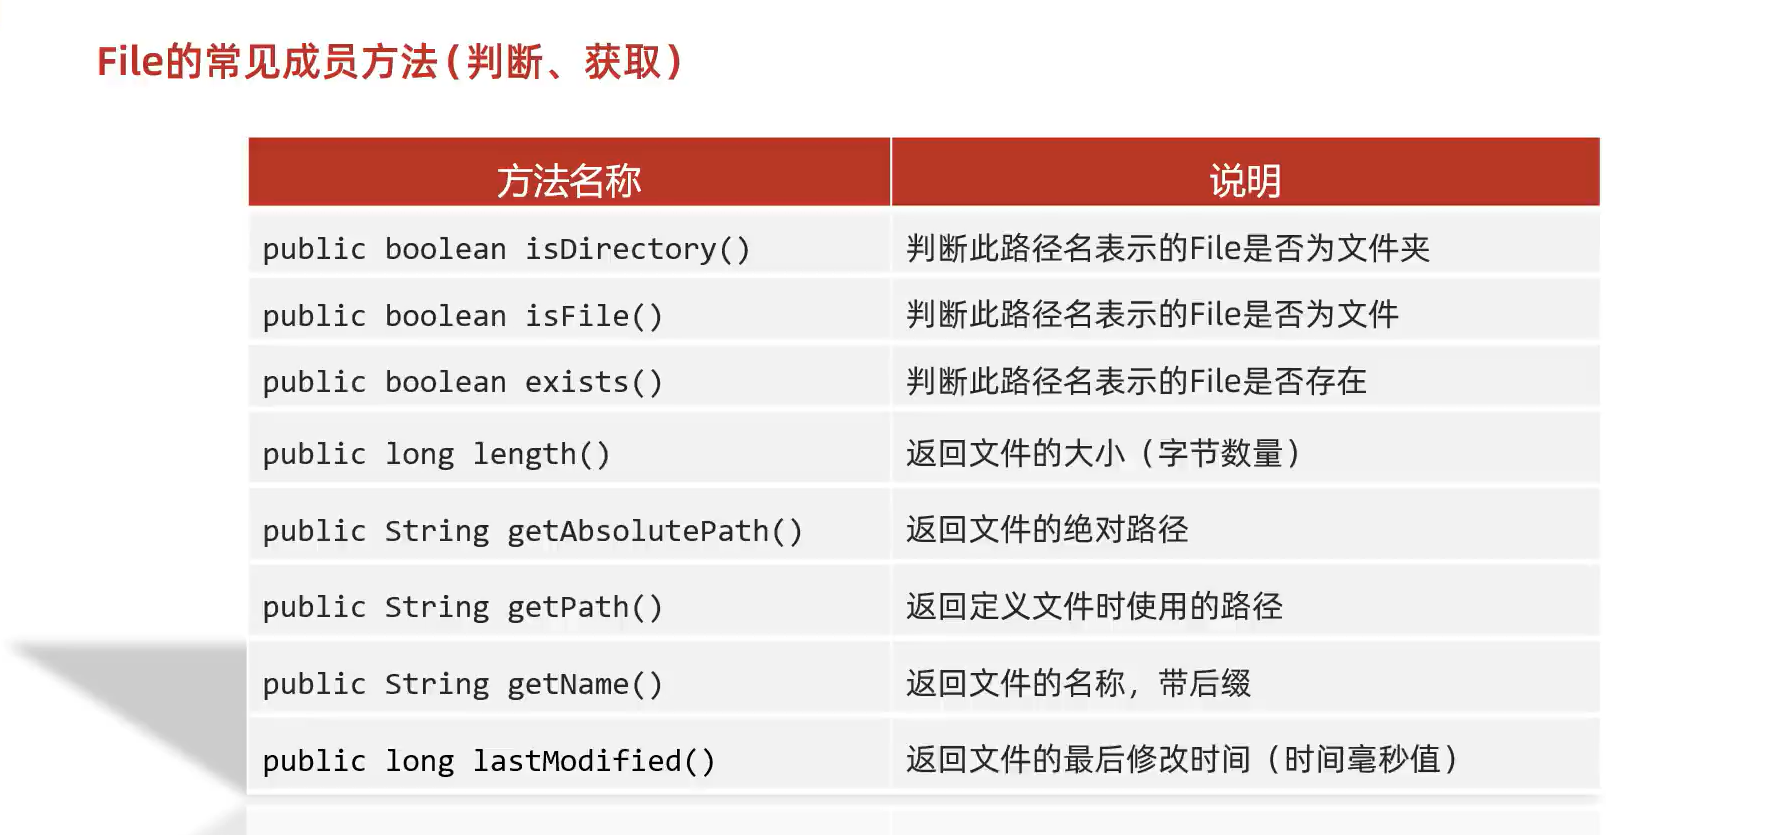 File的常见成员方法(判断、获取)
方法名称 说明
public boolean isDirectory() 判断此路径名表示的File是否为文件夹
public boolean isFile() 判断此路径名表示的File是否为文件
public boolean exists() 判断此路径名表示的File是否存在
public long length() 返回文件的大小（字节数量）
public String getAbsolutePath() 返回文件的绝对路径
public String getPath() 返回定义文件时使用的路径
public String getName() 返回文件的名称，带后缀
public long lastModified() 返回文件的最后修改时间（时间毫秒值）